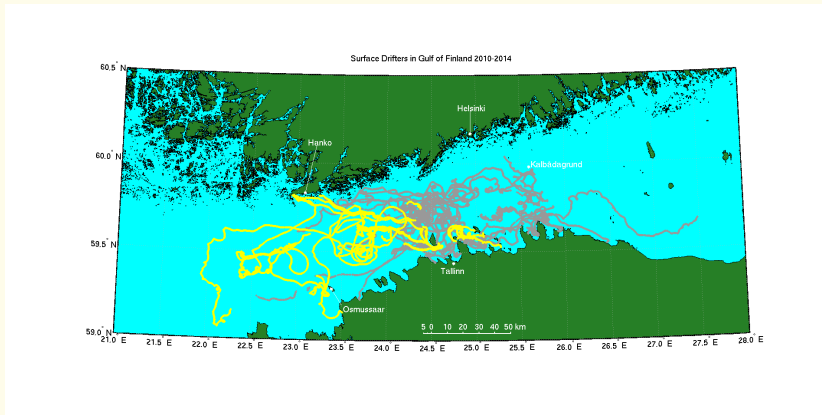 Surface Drifters in Gulf of Finland 2010-2014
60.5° N
Helsinki
Hanko
60.0° N
Kalbådagrund
59.5° N
Tallinn
Osmussaar
5 0 10 20 30 40 50 km
59.0° N
21.0 E 21.5 E 22.0 E 22.5 E 23.0 E 23.5 E 24.0 E 24.5 E 25.0 E 25.5 E 26.0 E 26.5 E 27.0 E 27.5 E 28.0 E